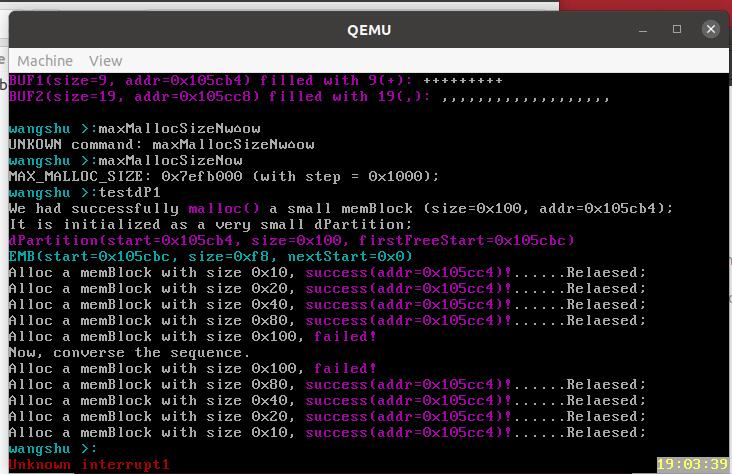 QEMU
Machine View
BUF1(size=9, addr=0x105cb4) filled with 9(+): +++++++++
BUF2(size=19, addr=0x105cc8) filled with 19(,): ,,,,,,,,,,,,,,,,,,,
wangshu >:maxMallocSizeNw⌂ow
UNKOWN command: maxMallocSizeNw⌂ow
wangshu >:maxMallocSizeNow
MAX_MALLOC_SIZE: 0x7efb000 (with step = 0x1000);
wangshu >:testdP1
We had successfully malloc() a small memBlock (size=0x100, addr=0x105cb4);
It is initialized as a very small dPartition;
dPartition(start=0x105cb4, size=0x100, firstFreeStart=0x105cbc)
EMB(start=0x105cbc, size=0xf8, nextStart=0x0)
Alloc a memBlock with size 0x10, success(addr=0x105cc4)!......Relaesed;
Alloc a memBlock with size 0x20, success(addr=0x105cc4)!......Relaesed;
Alloc a memBlock with size 0x40, success(addr=0x105cc4)!......Relaesed;
Alloc a memBlock with size 0x80, success(addr=0x105cc4)!......Relaesed;
Alloc a memBlock with size 0x100, failed!
Now, converse the sequence.
Alloc a memBlock with size 0x100, failed!
Alloc a memBlock with size 0x80, success(addr=0x105cc4)!......Relaesed;
Alloc a memBlock with size 0x40, success(addr=0x105cc4)!......Relaesed;
Alloc a memBlock with size 0x20, success(addr=0x105cc4)!......Relaesed;
Alloc a memBlock with size 0x10, success(addr=0x105cc4)!......Relaesed;
wangshu >:
Unknown interrupt1 19:03:39